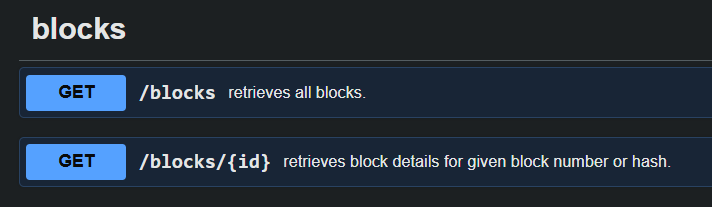 blocks
GET /blocks retrieves all blocks.
GET /blocks/{id} retrieves block details for given block number or hash.